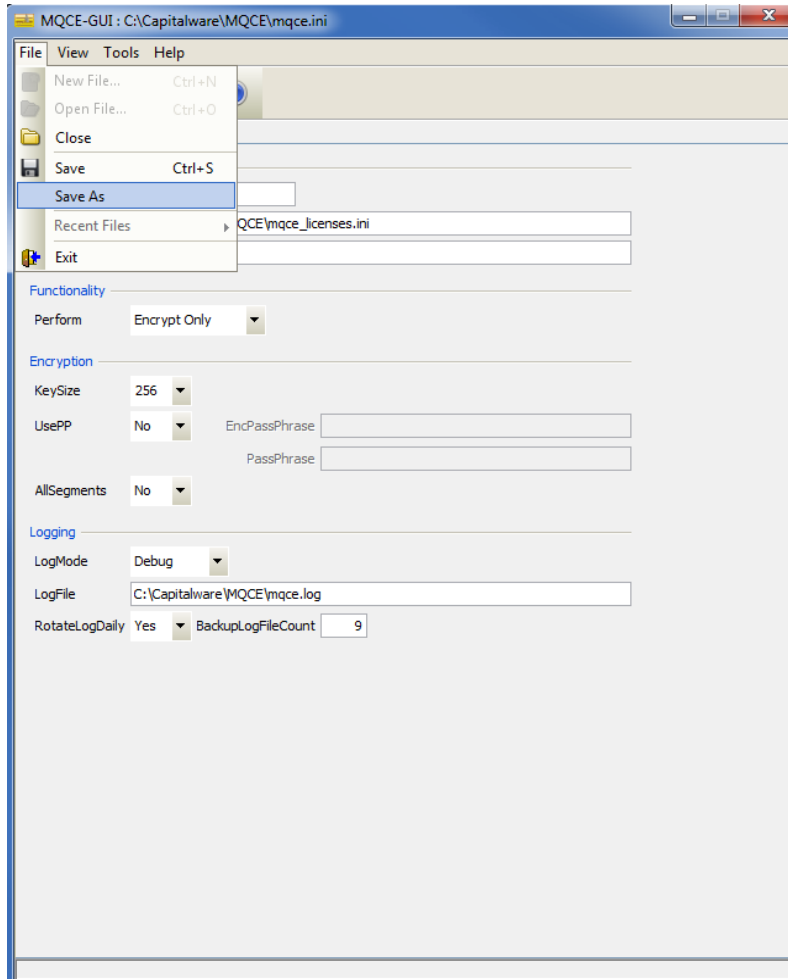 MQCE-GUI : C:\Capitalware\MQCE\mqce.ini
File View Tools Help
New File... Ctrl+N
Open File... Ctrl+O
Close
Save Ctrl+S
Save As
Recent Files
QCE\mqce_licenses.ini
Exit
Functionality
Perform Encrypt Only
Encryption
KeySize 256
UsePP No EncPassPhrase
PassPhrase
AllSegments No
Logging
LogMode Debug
LogFile C:\Capitalware\MQCE\mqce.log
RotateLogDaily Yes BackupLogFileCount 9